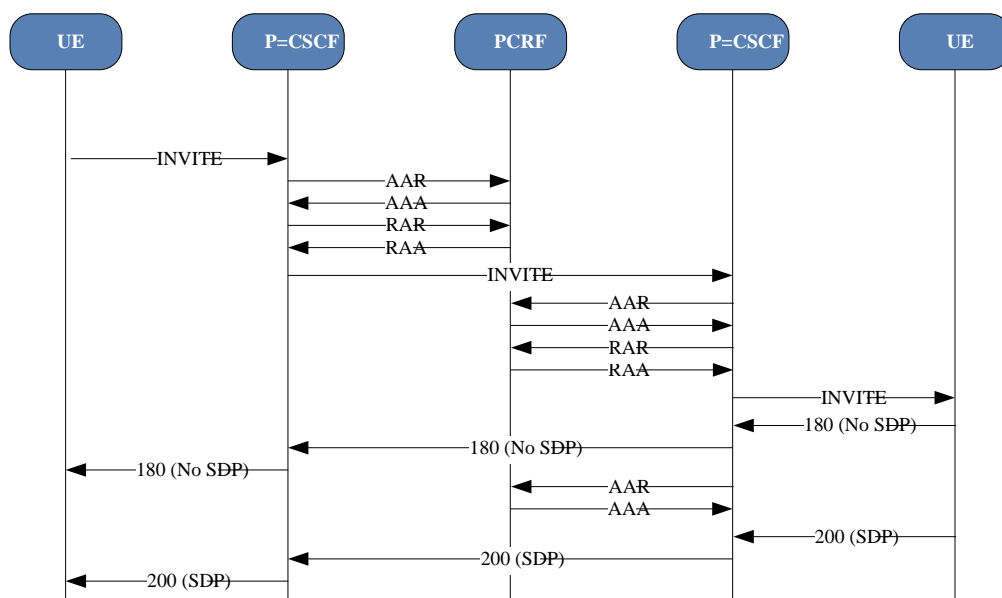 UE
P=CSCF
PCRF
P=CSCF
UE
INVITE
AAR
AAA
RAR
RAA
INVITE
AAR
AAA
RAR
RAA
INVITE
180 (No SDP)
180 (No SDP)
180 (No SDP)
AAR
AAA
200 (SDP)
200 (SDP)
200 (SDP)